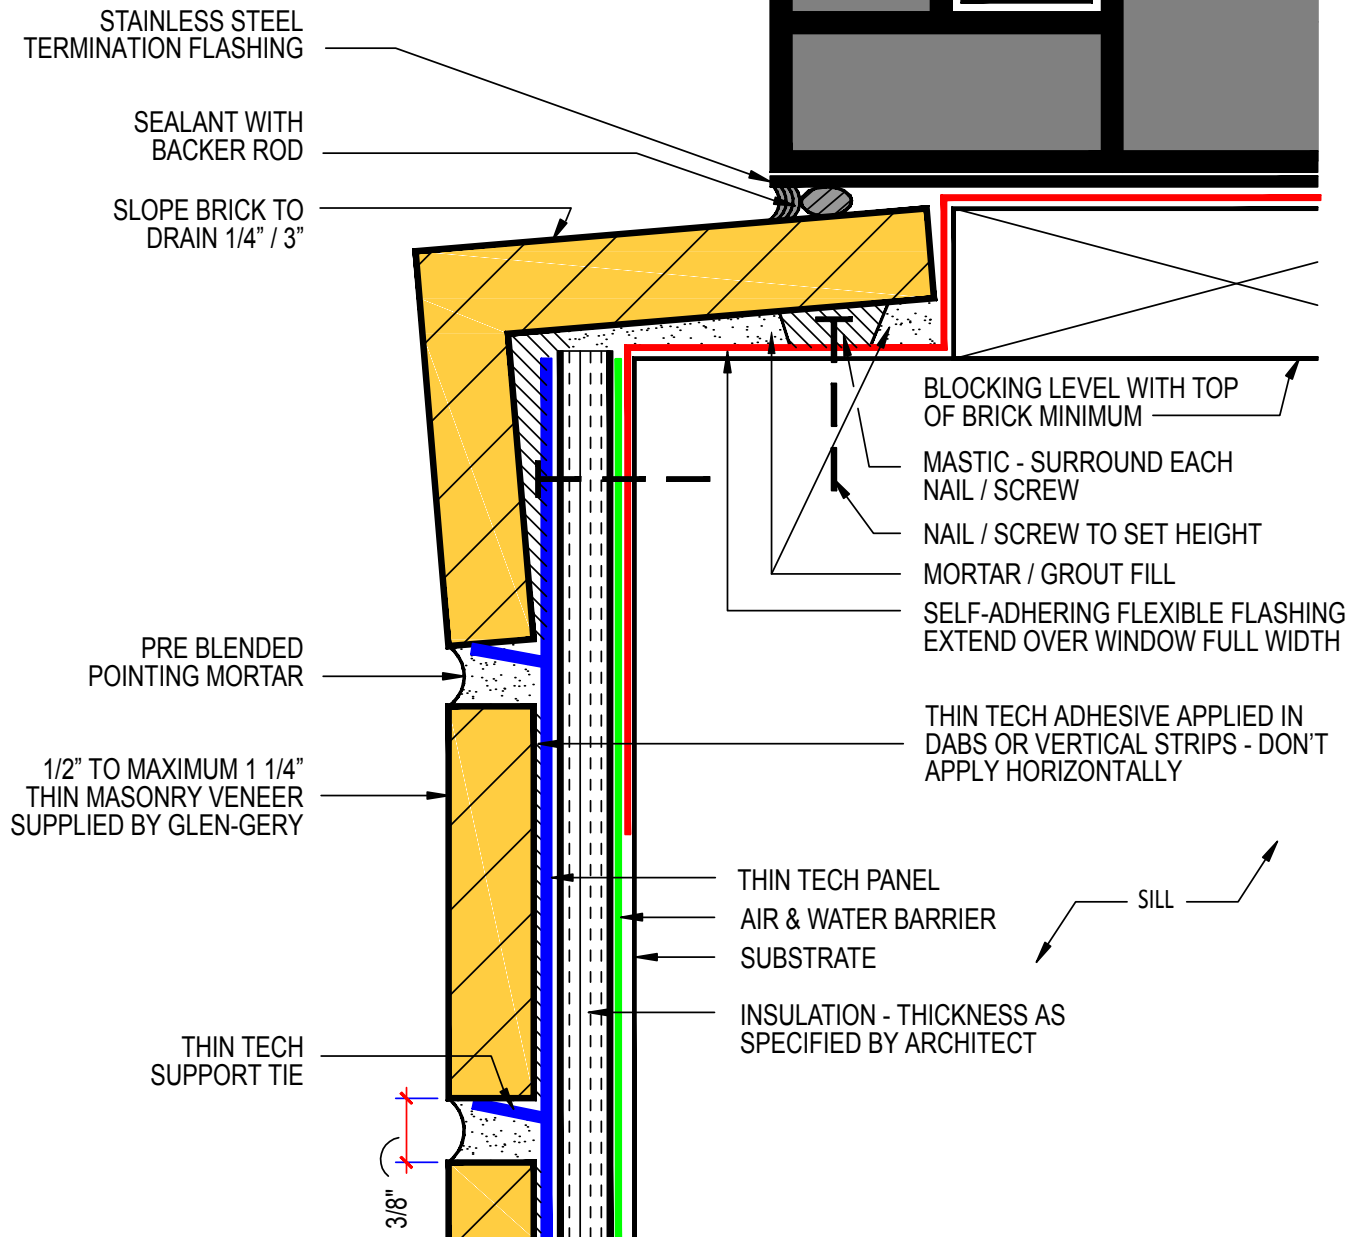 STAINLESS STEEL
TERMINATION FLASHING
SEALANT WITH
BACKER ROD
SLOPE BRICK TO
DRAIN 1/4” / 3”
BLOCKING LEVEL WITH TOP
OF BRICK MINIMUM
MASTIC - SURROUND EACH
NAIL / SCREW
NAIL / SCREW TO SET HEIGHT
MORTAR / GROUT FILL
SELF-ADHERING FLEXIBLE FLASHING
EXTEND OVER WINDOW FULL WIDTH
PRE BLENDED
POINTING MORTAR
THIN TECH ADHESIVE APPLIED IN
DABS OR VERTICAL STRIPS - DON'T
APPLY HORIZONTALLY
1/2” TO MAXIMUM 1 1/4”
THIN MASONRY VENEER
SUPPLIED BY GLEN-GERY
THIN TECH PANEL
AIR & WATER BARRIER
SUBSTRATE
SILL
INSULATION - THICKNESS AS
SPECIFIED BY ARCHITECT
THIN TECH
SUPPORT TIE
3/8"